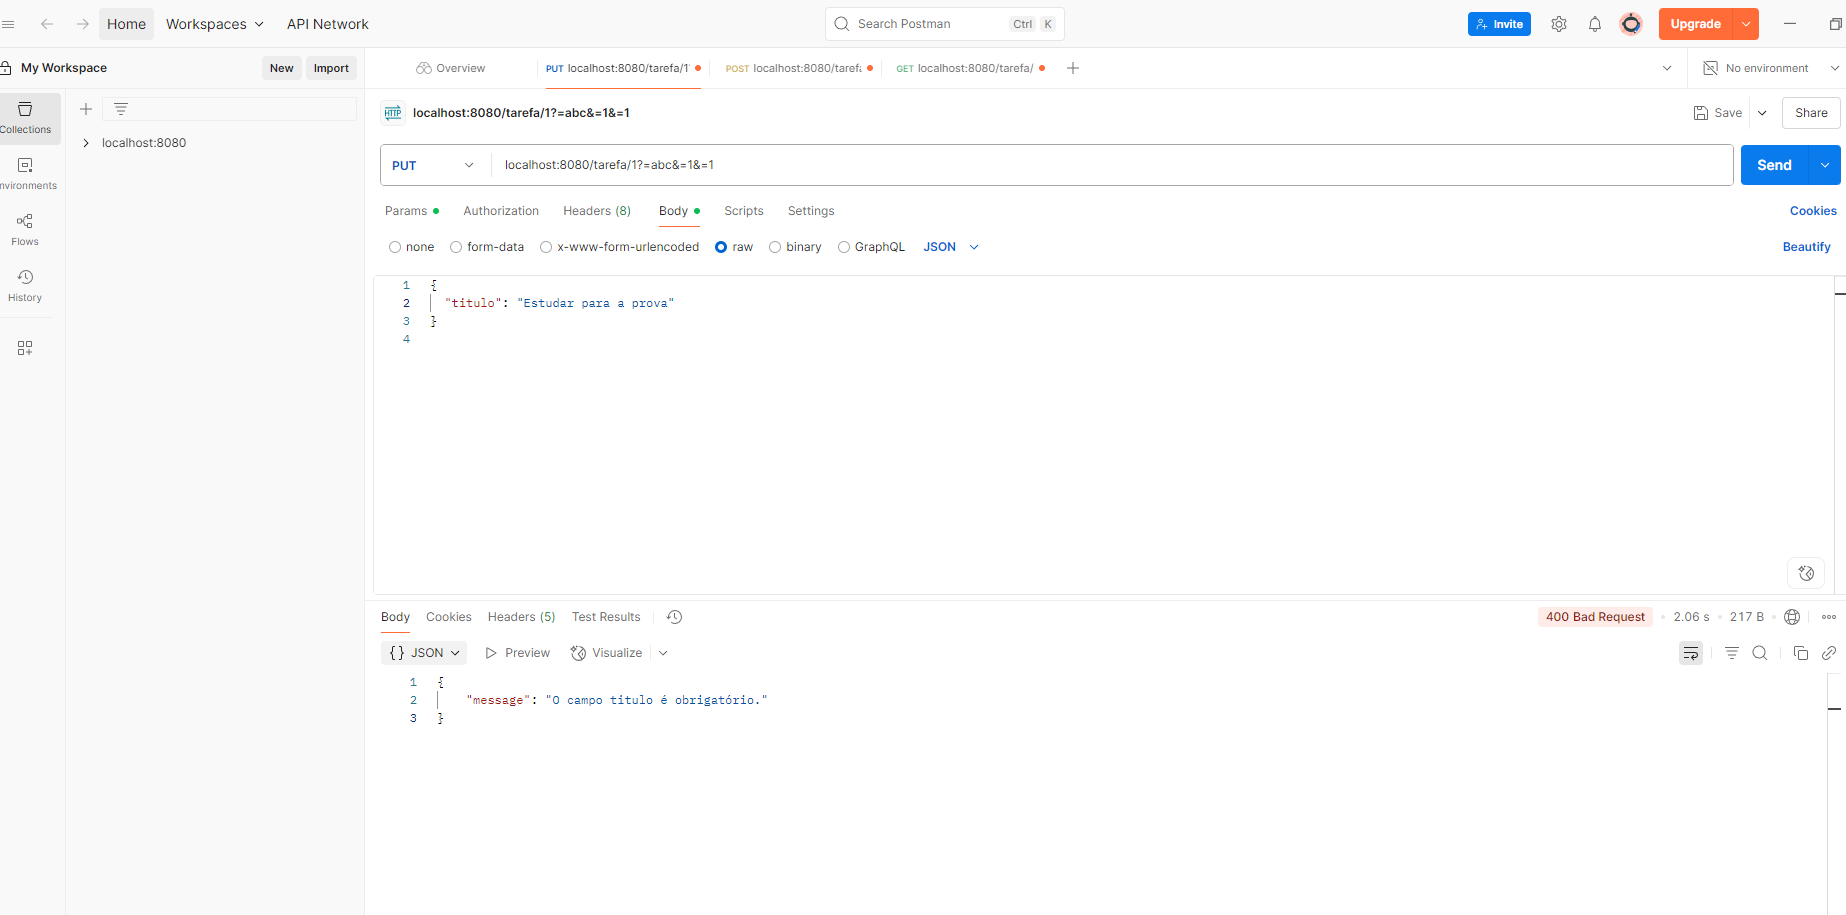 Home
Workspaces
API Network
Search Postman
Ctrl K
Invite
Upgrade
My Workspace
New
Import
Overview
PUT localhost:8080/tarefa/1
POST localhost:8080/tarefa
GET localhost:8080/tarefa/
No environment
Collections
nvironments
Flows
History
localhost:8080
HTTP
localhost:8080/tarefa/1?=abc&=1&=1
Save
Share
PUT
localhost:8080/tarefa/1?=abc&=1&=1
Send
Params
Authorization
Headers (8)
Body
Scripts
Settings
Cookies
none
form-data
x-www-form-urlencoded
raw
binary
GraphQL
JSON
Beautify
1 {
2 "titulo": "Estudar para a prova"
3 }
4
Body
Cookies
Headers (5)
Test Results
400 Bad Request
2.06 s
217 B
{} JSON
Preview
Visualize
1 {
2 "message": "O campo titulo é obrigatório."
3 }